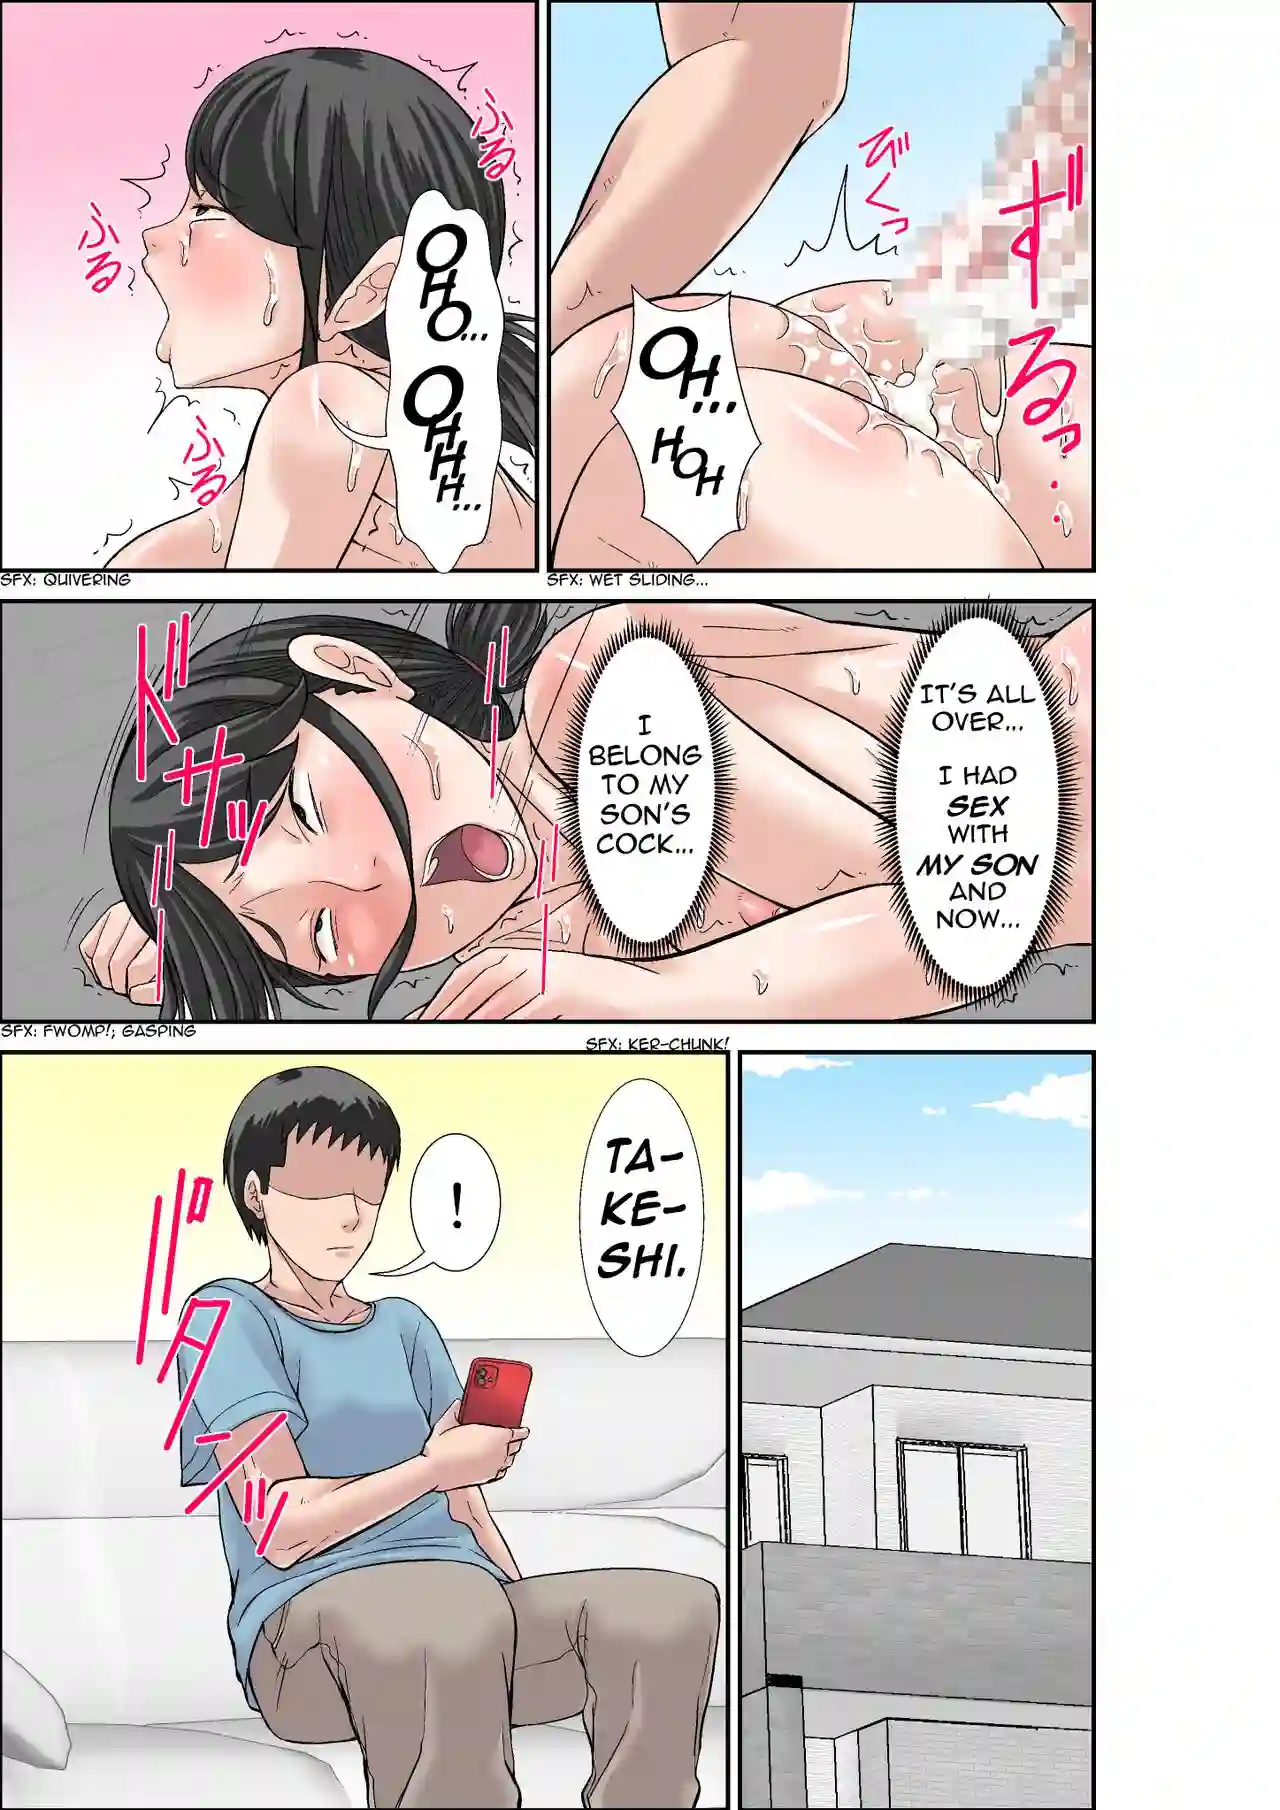 ずる
るっ‥
びくっ
OH...
HOH
SFX: WET SLIDING...
ふる
ふる
ふる
OHO...
OHHH...
SFX: QUIVERING
IT'S ALL
OVER...
I HAD
SEX
WITH
MY SON
AND
NOW...
I
BELONG
TO MY
SON'S
COCK...
ドサッ
SFX: FWOMP!; GASPING
SFX: KER-CHUNK!
TA-
KE-
SHI.
!
バタンッ